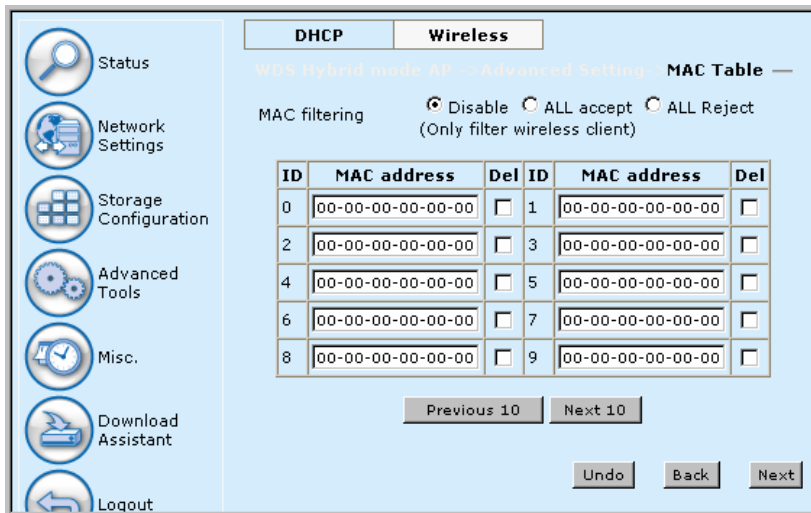 Status
Network
Settings
Storage
Configuration
Advanced
Tools
Misc.
Download
Assistant
Logout
DHCP Wireless
WDS Hybrid mode AP ->Advanced Setting-> MAC Table —
MAC filtering Disable ALL accept ALL Reject
(Only filter wireless client)
ID MAC address Del ID MAC address Del
0 00-00-00-00-00-00 1 00-00-00-00-00-00
2 00-00-00-00-00-00 3 00-00-00-00-00-00
4 00-00-00-00-00-00 5 00-00-00-00-00-00
6 00-00-00-00-00-00 7 00-00-00-00-00-00
8 00-00-00-00-00-00 9 00-00-00-00-00-00
Previous 10 Next 10
Undo Back Next